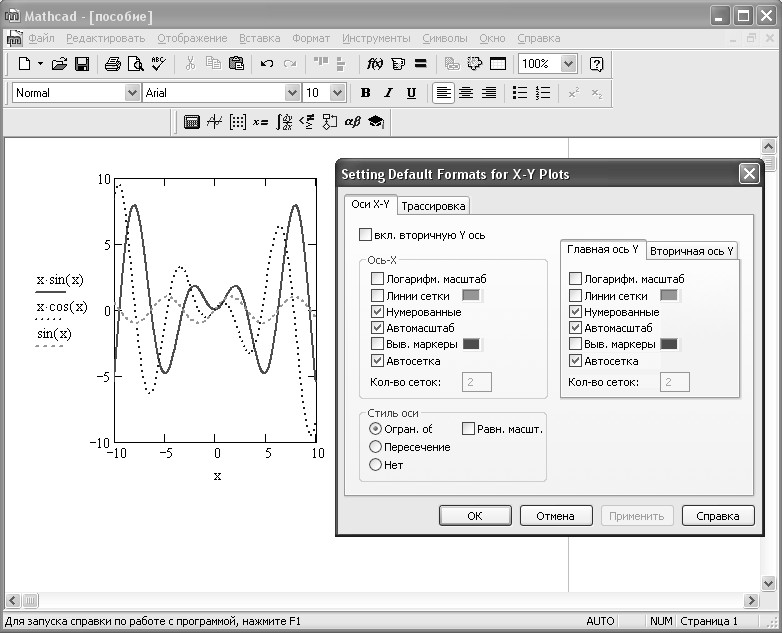 Mathcad - [пособие]
Файл Редактировать Отображение Вставка Формат Инструменты Символы Окно Справка
100%
Normal Arial 10 B I U
x= αβ
Setting Default Formats for X-Y Plots
Оси X-Y Трассировка
вкл. вторичную Y ось
Ось-X
Логарифм. масштаб
Линии сетки
Нумерованные
Автомасштаб
Выв. маркеры
Автосетка
Кол-во сеток: 2
Главная ось Y Вторичная ось Y
Логарифм. масштаб
Линии сетки
Нумерованные
Автомасштаб
Выв. маркеры
Автосетка
Кол-во сеток: 2
Стиль оси
Огран. об Равн. масшт.
Пересечение
Нет
ОК Отмена Применить Справка
10
5
0
−5
−10
x·sin(x)
x·cos(x)
sin(x)
−10 −5 0 5 10
x
Для запуска справки по работе с программой, нажмите F1 AUTO NUM Страница 1